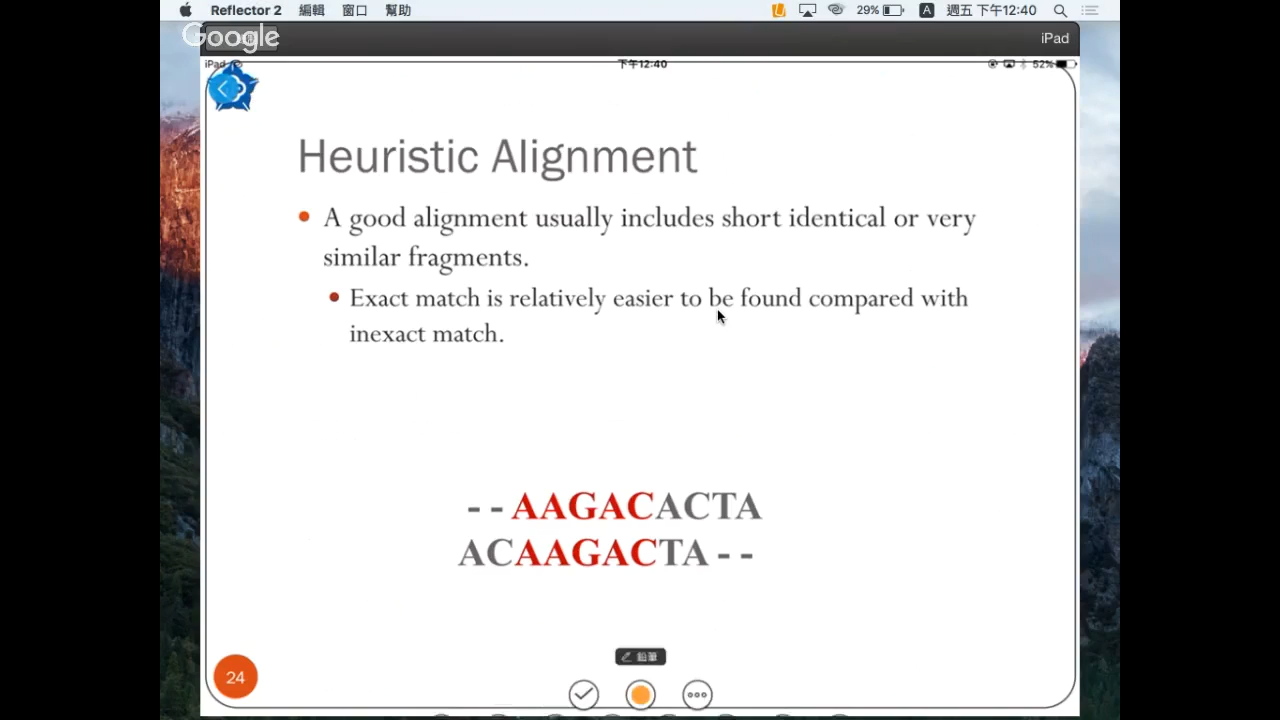 Reflector 2 編輯 窗口 幫助 29% A 週五 下午12:40
Google
iPad
iPad 下午12:40 52%
Heuristic Alignment
A good alignment usually includes short identical or very
similar fragments.
Exact match is relatively easier to be found compared with
inexact match.
- - AAGACACTA
ACAAGACTA - -
鉛筆
24